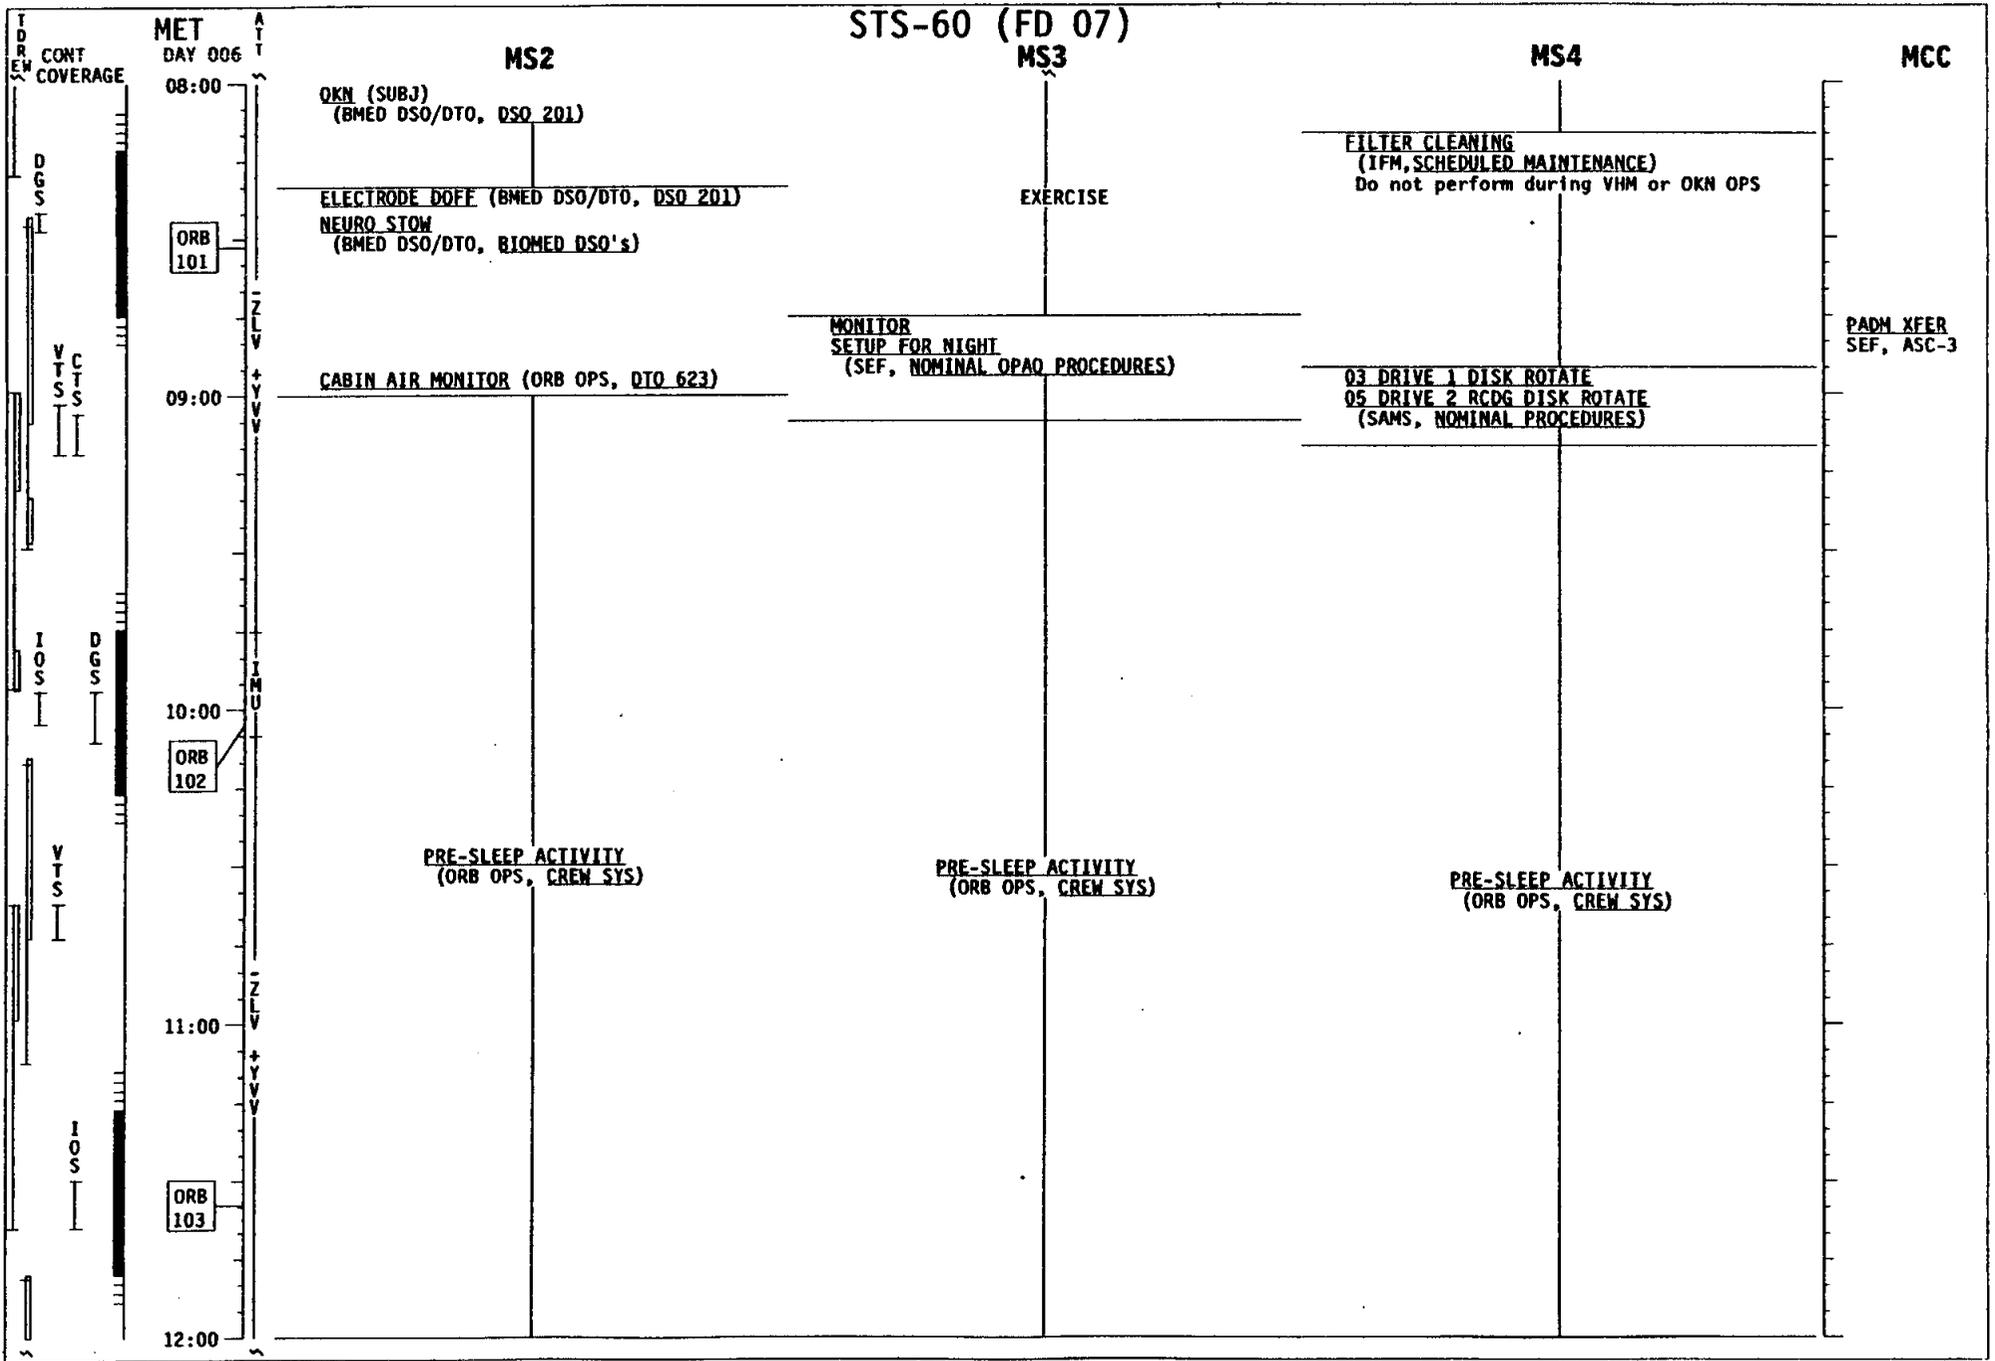 STS-60 (FD 07)
TDRE W
CONT
COVERAGE
MET
DAY 006
ATT
MS2
MS3
MS4
MCC
08:00
OKN (SUBJ)
(BMED DSO/DTO, DSO 201)
FILTER CLEANING
(IFM,SCHEDULED MAINTENANCE)
Do not perform during VHM or OKN OPS
DGS
ELECTRODE DOFF (BMED DSO/DTO, DSO 201)
EXERCISE
NEURO STOW
(BMED DSO/DTO, BIOMED DSO's)
ORB
101
-ZLV +YVV
MONITOR
SETUP FOR NIGHT
(SEF, NOMINAL OPAQ PROCEDURES)
PADM XFER
SEF, ASC-3
VTS
CTS
CABIN AIR MONITOR (ORB OPS, DTO 623)
03 DRIVE 1 DISK ROTATE
05 DRIVE 2 RCDG DISK ROTATE
(SAMS, NOMINAL PROCEDURES)
09:00
IOS
DGS
IMU
10:00
ORB
102
VTS
PRE-SLEEP ACTIVITY
(ORB OPS, CREW SYS)
PRE-SLEEP ACTIVITY
(ORB OPS, CREW SYS)
PRE-SLEEP ACTIVITY
(ORB OPS, CREW SYS)
-ZLV +YVV
11:00
IOS
ORB
103
12:00